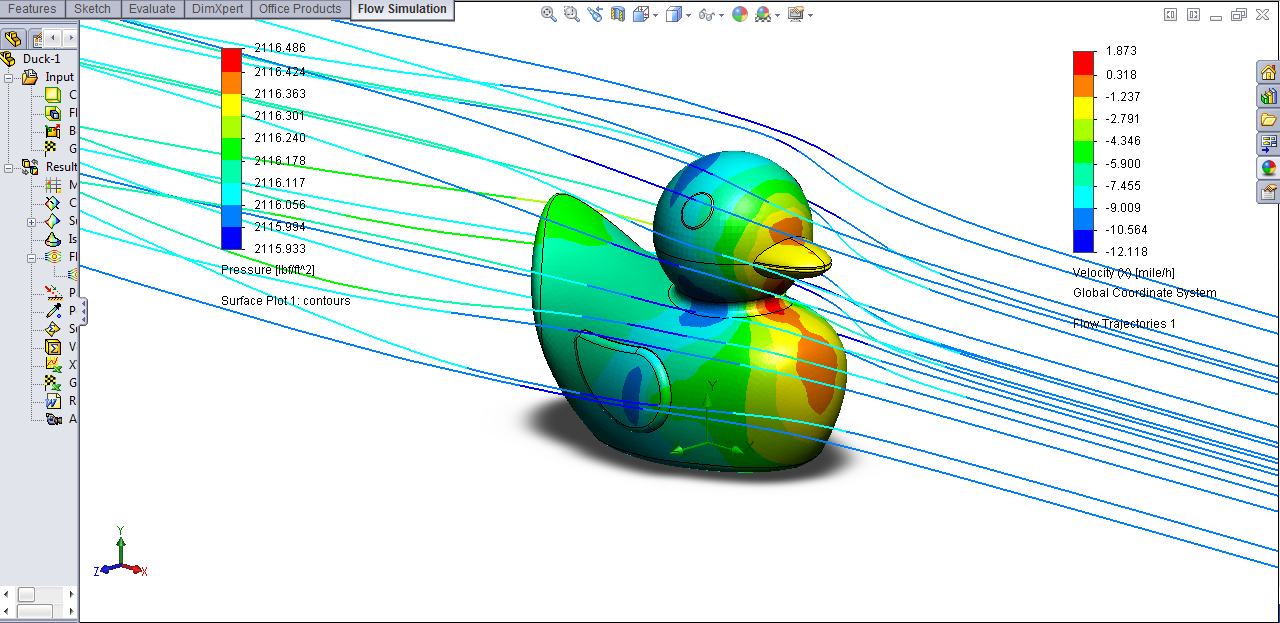 Features Sketch Evaluate DimXpert Office Products Flow Simulation
Duck-1
Input
C
Fl
B
G
Result
M
C
Su
Is
Fl
P
P
Se
V
X
G
R
A
2116.486
2116.424
2116.363
2116.301
2116.240
2116.178
2116.117
2116.056
2115.994
2115.933
Pressure [lbf/ft^2]
Surface Plot 1: contours
1.873
0.318
-1.237
-2.791
-4.346
-5.900
-7.455
-9.009
-10.564
-12.118
Velocity (X) [mile/h]
Global Coordinate System
Flow Trajectories 1
Y
Y
Z X